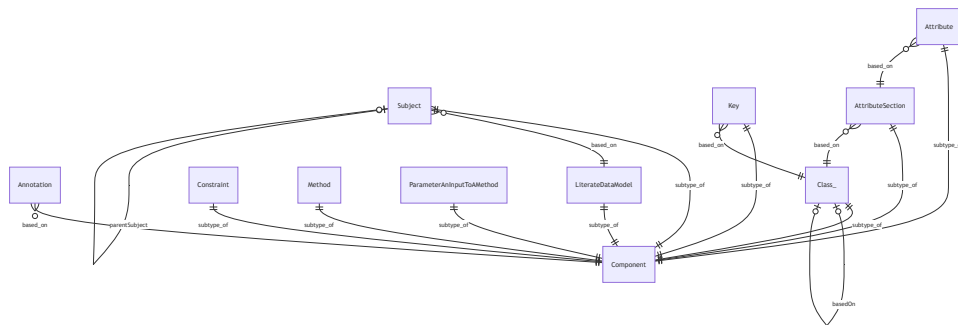 Attribute
based_on
Subject
Key
AttributeSection
based_on
based_on
based_on
subtype_of
Annotation
Constraint
Method
ParameterAnInputToAMethod
LiterateDataModel
Class_
subtype_of
subtype_of
subtype_of
based_on
parentSubject
subtype_of
subtype_of
subtype_of
subtype_of
subtype_of
Component
basedOn